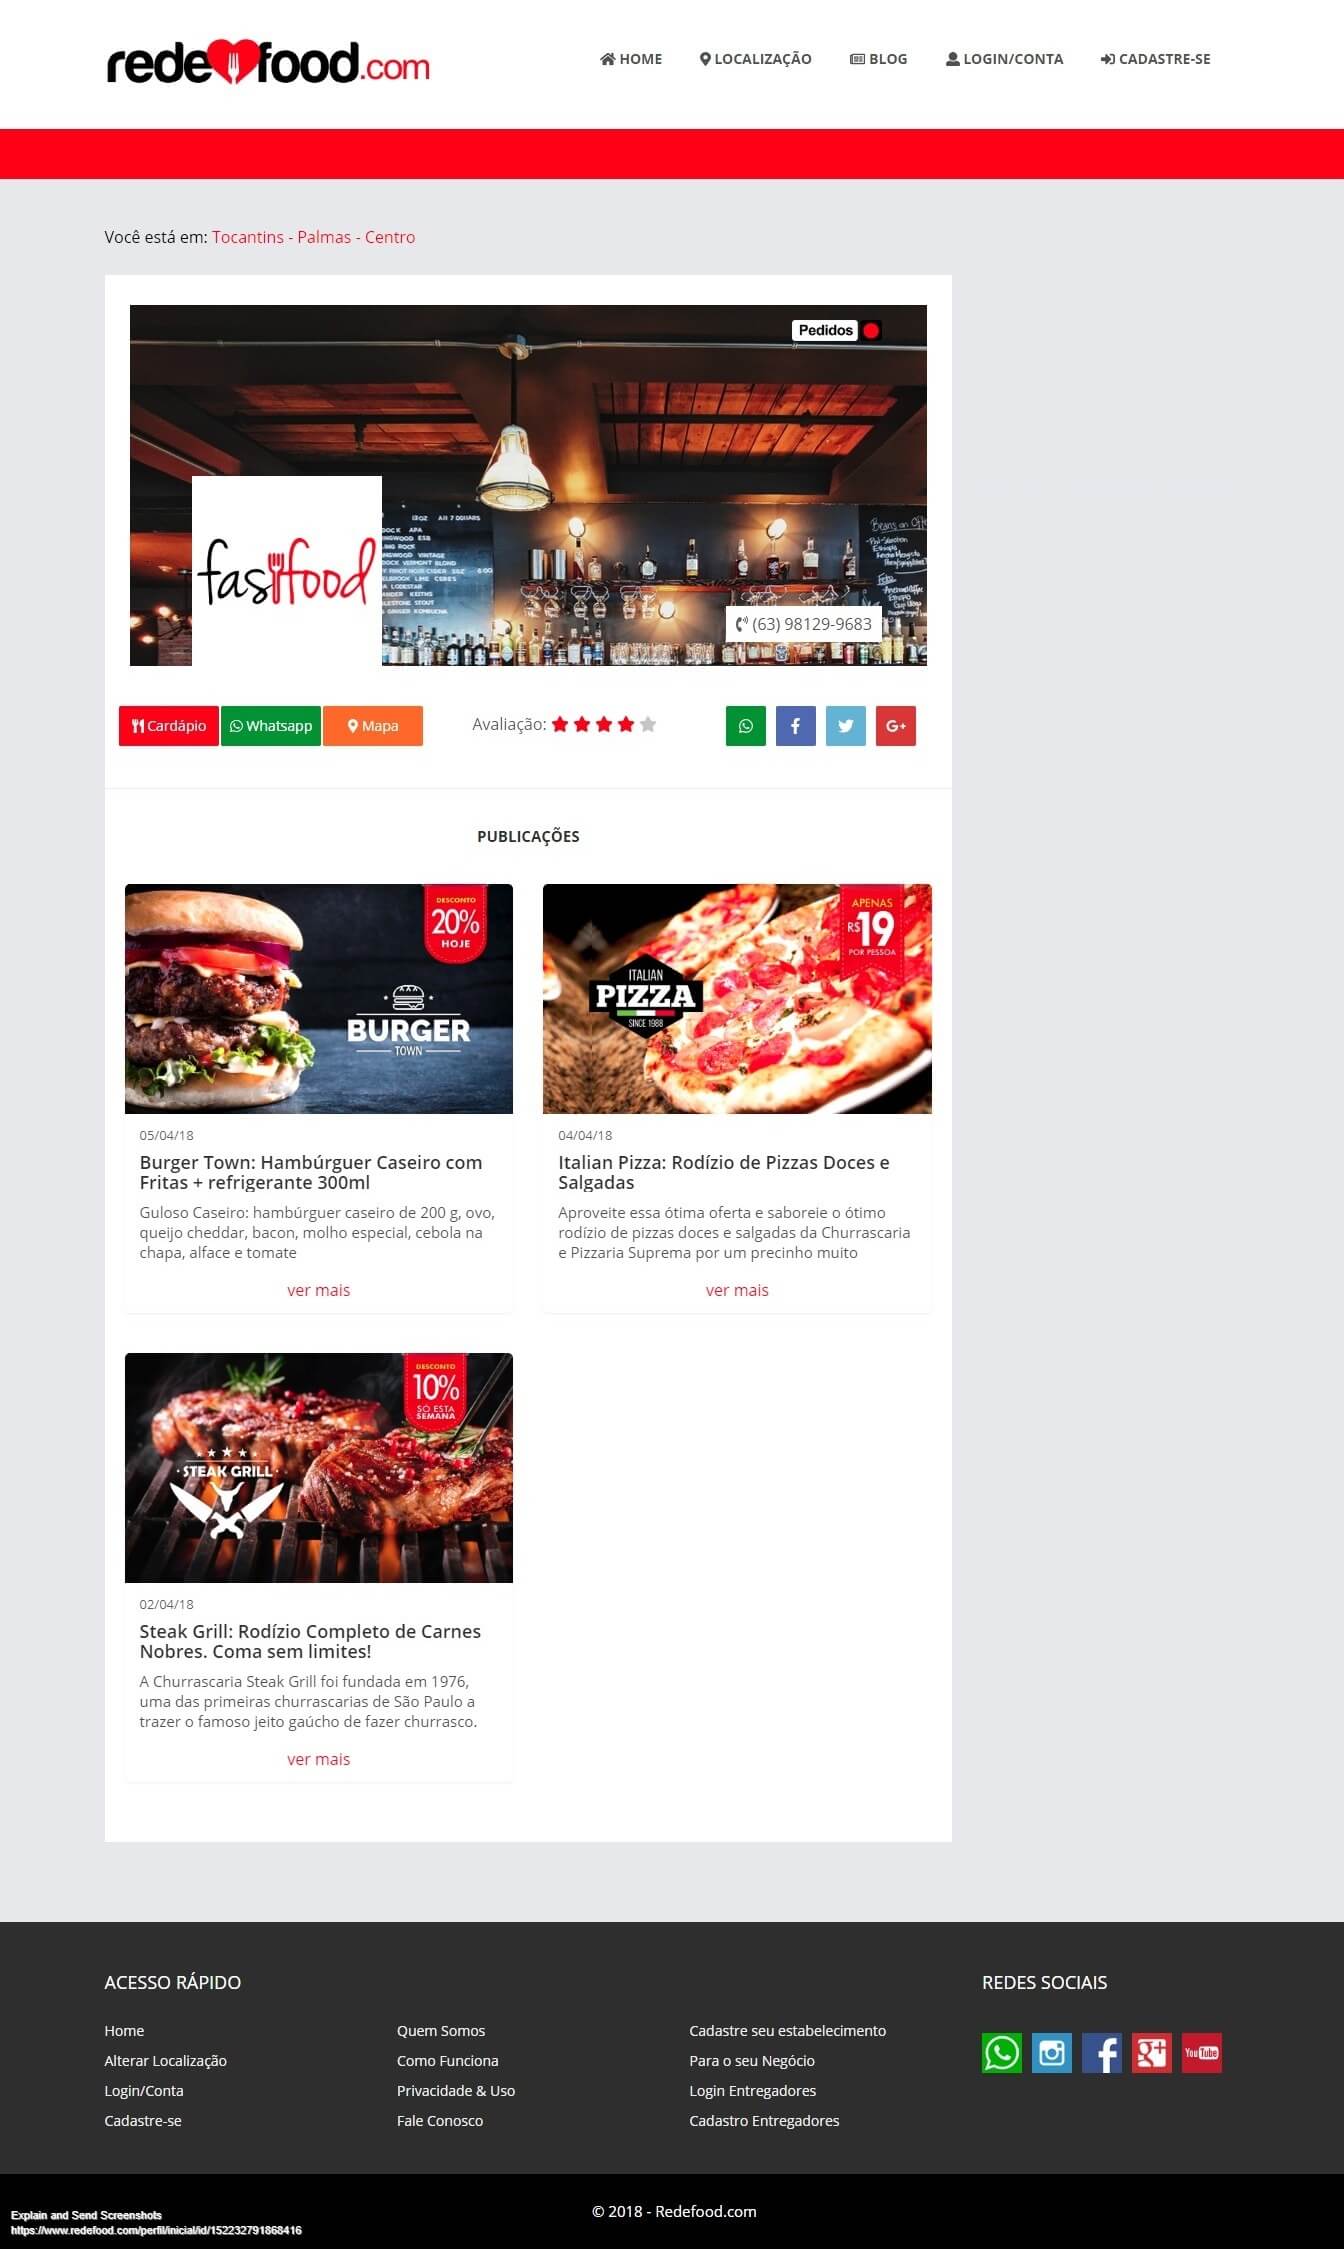 redefood.com
HOME LOCALIZAÇÃO BLOG LOGIN/CONTA CADASTRE-SE
Você está em: Tocantins - Palmas - Centro
Pedidos
fastfood
(63) 98129-9683
Cardápio Whatsapp Mapa
Avaliação:
PUBLICAÇÕES
DESCONTO
20%
HOJE
BURGER
TOWN
05/04/18
Burger Town: Hambúrguer Caseiro com
Fritas + refrigerante 300ml
Guloso Caseiro: hambúrguer caseiro de 200 g, ovo,
queijo cheddar, bacon, molho especial, cebola na
chapa, alface e tomate
ver mais
APENAS
R$19
POR PESSOA
ITALIAN
PIZZA
SINCE 1988
04/04/18
Italian Pizza: Rodízio de Pizzas Doces e
Salgadas
Aproveite essa ótima oferta e saboreie o ótimo
rodízio de pizzas doces e salgadas da Churrascaria
e Pizzaria Suprema por um precinho muito
ver mais
DESCONTO
10%
SÓ ESTA
SEMANA
STEAK GRILL
02/04/18
Steak Grill: Rodízio Completo de Carnes
Nobres. Coma sem limites!
A Churrascaria Steak Grill foi fundada em 1976,
uma das primeiras churrascarias de São Paulo a
trazer o famoso jeito gaúcho de fazer churrasco.
ver mais
ACESSO RÁPIDO
Home
Alterar Localização
Login/Conta
Cadastre-se
Quem Somos
Como Funciona
Privacidade & Uso
Fale Conosco
Cadastre seu estabelecimento
Para o seu Negócio
Login Entregadores
Cadastro Entregadores
REDES SOCIAIS
You Tube
© 2018 - Redefood.com
Explain and Send Screenshots
https://www.redefood.com/perfil/inicial/id/152232791868416